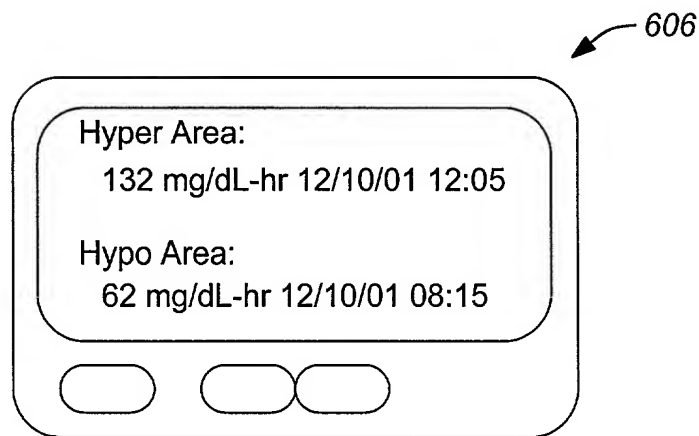 606
Hyper Area:
132 mg/dL-hr 12/10/01 12:05
Hypo Area:
62 mg/dL-hr 12/10/01 08:15